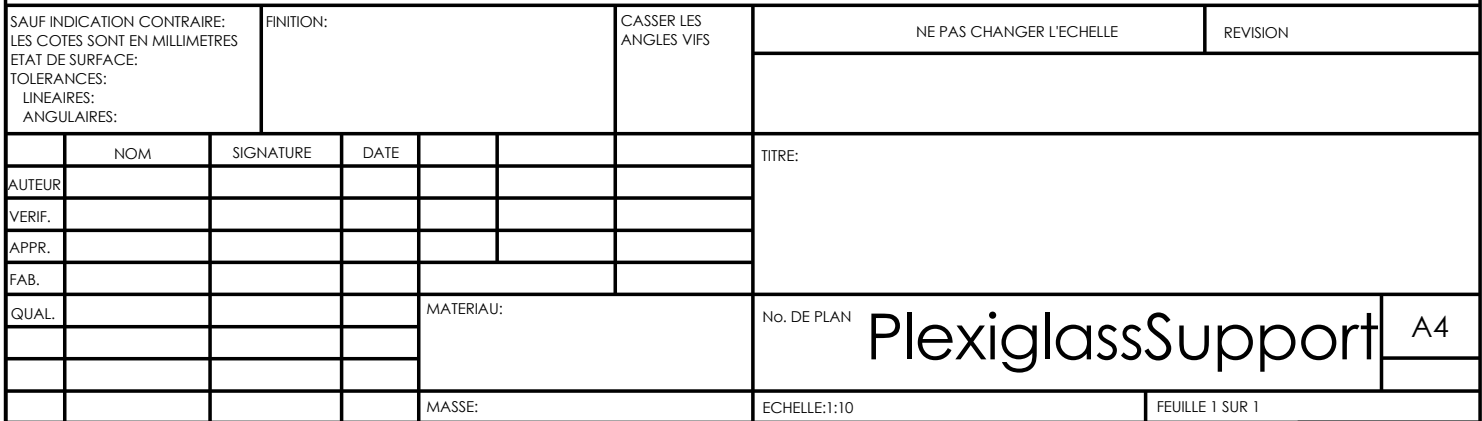 SAUF INDICATION CONTRAIRE:
LES COTES SONT EN MILLIMETRES
ETAT DE SURFACE:
TOLERANCES:
LINEAIRES:
ANGULAIRES:
FINITION:
CASSER LES
ANGLES VIFS
NE PAS CHANGER L'ECHELLE
REVISION
NOM
SIGNATURE
DATE
TITRE:
AUTEUR
VERIF.
APPR.
FAB.
QUAL.
MATERIAU:
No. DE PLAN
PlexiglassSupport
A4
MASSE:
ECHELLE:1:10
FEUILLE 1 SUR 1